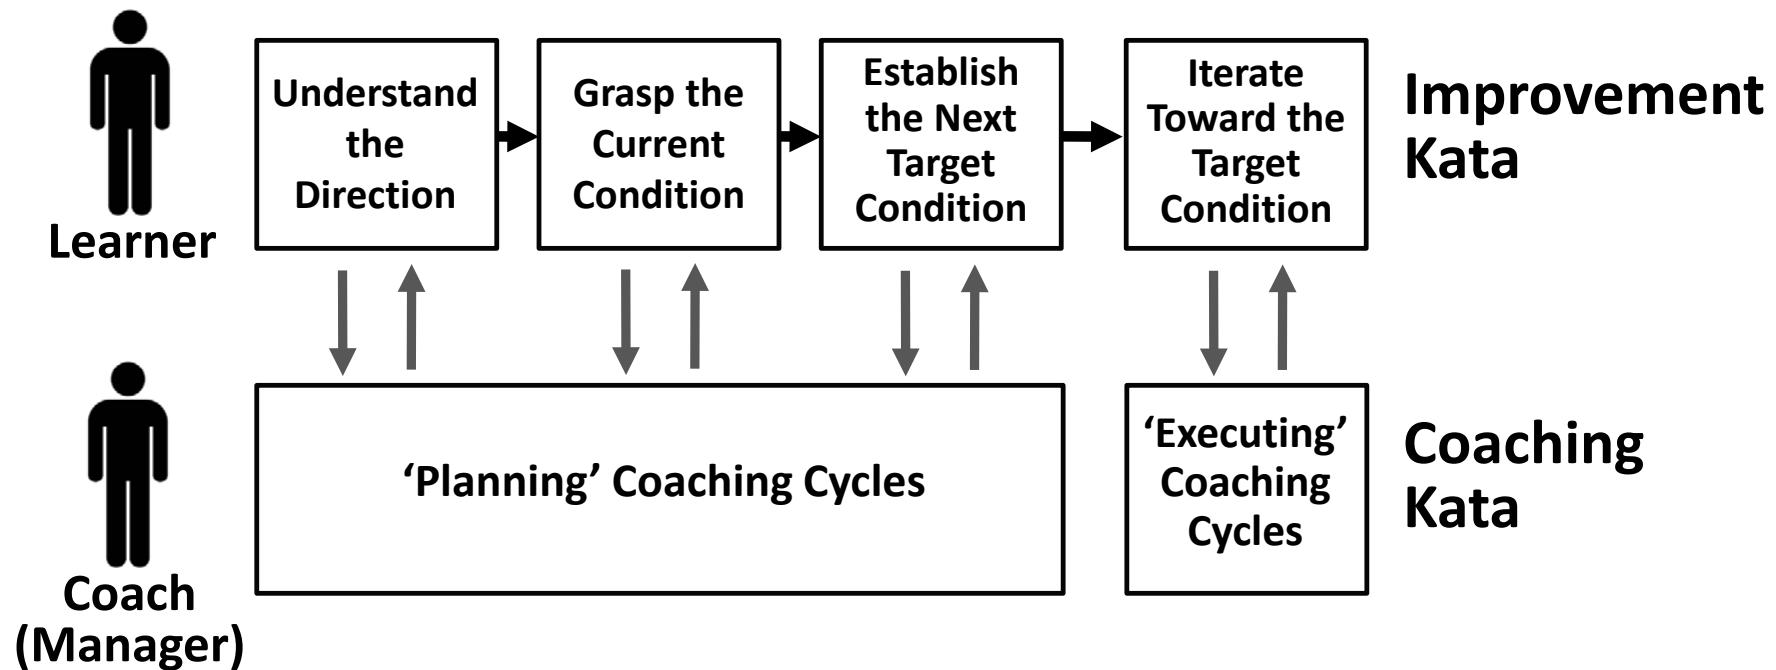 Learner
Understand
the
Direction
Grasp the
Current
Condition
Establish
the Next
Target
Condition
Iterate
Toward the
Target
Condition
Improvement
Kata
Coach
(Manager)
‘Planning’ Coaching Cycles
‘Executing’
Coaching
Cycles
Coaching
Kata